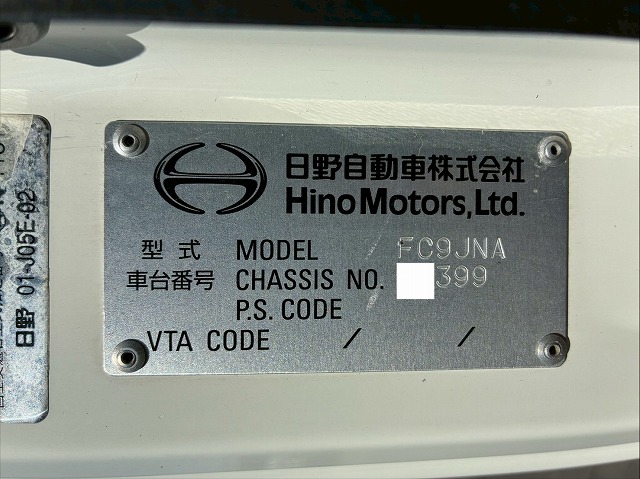 日野自動車株式会社
Hino Motors, Ltd.
型式 MODEL FC9JNA
車台番号 CHASSIS NO. 399
P.S. CODE
VTA CODE / /
日野 01-J05E-02